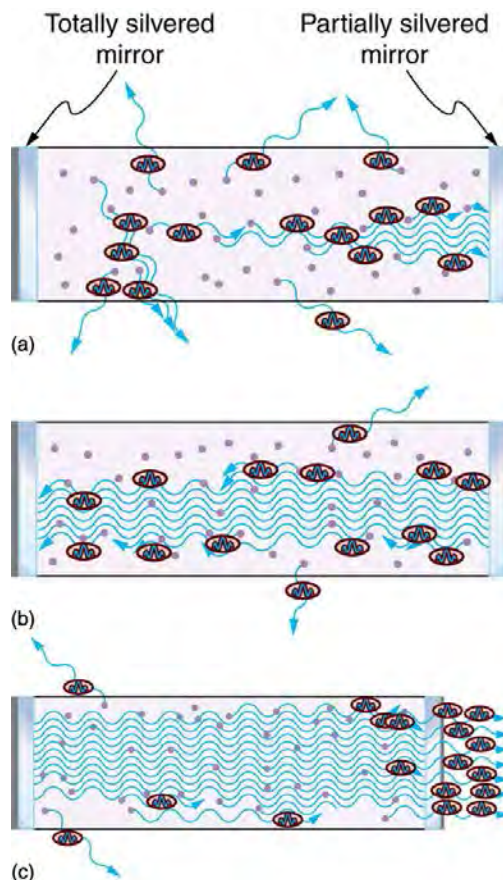 Totally silvered
mirror
Partially silvered
mirror
(a)
(b)
(c)